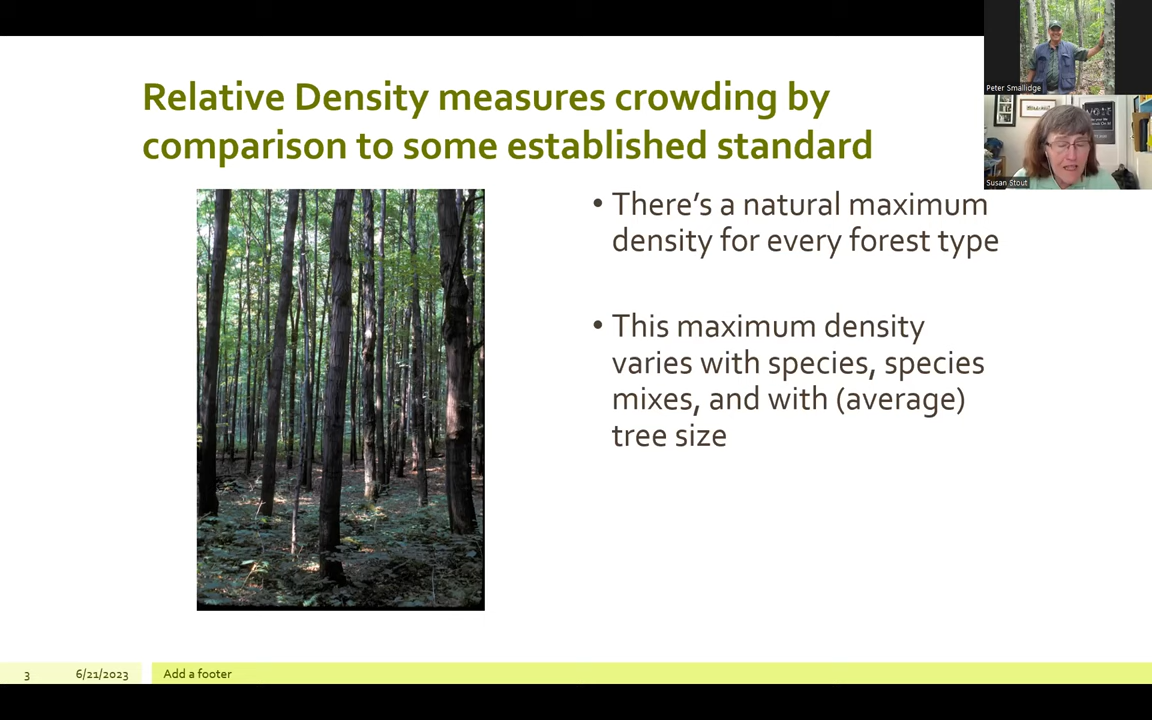 Relative Density measures crowding by
comparison to some established standard
• There's a natural maximum
density for every forest type
• This maximum density
varies with species, species
mixes, and with (average)
tree size
Peter Smallidge
VOTE
Susan Stout
3
6/21/2023
Add a footer